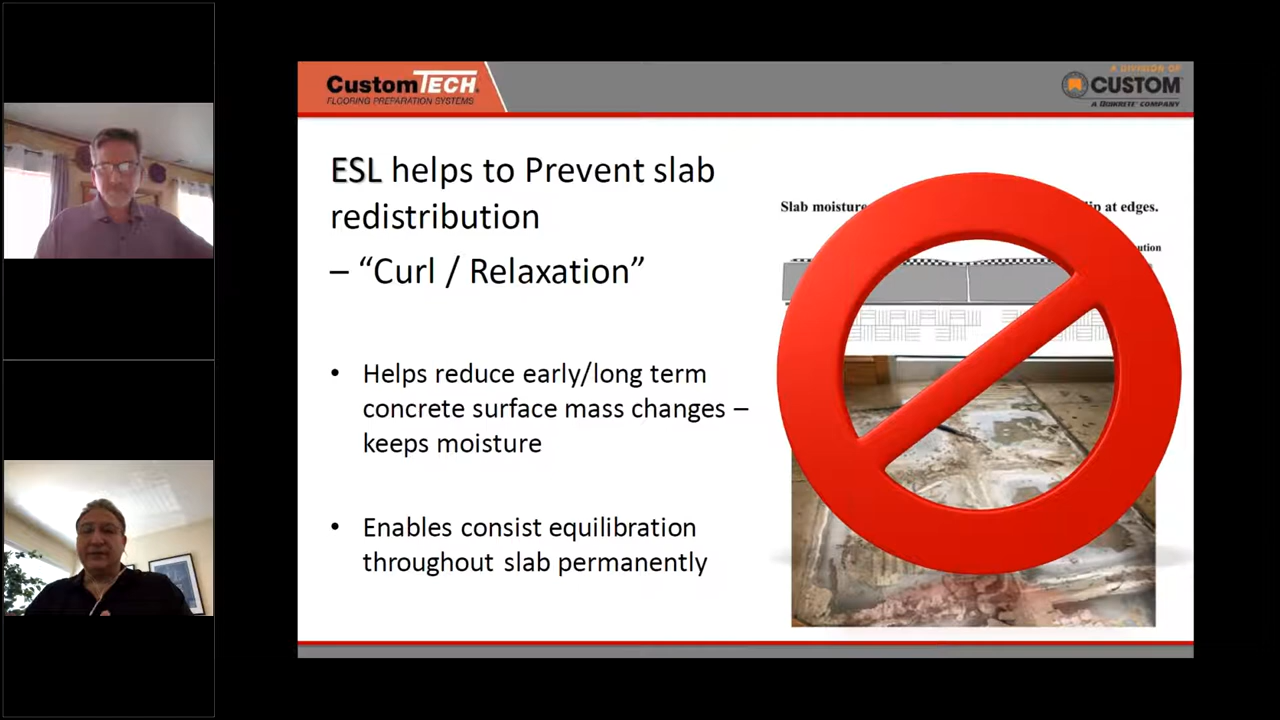 CUSTOMTECH
FLOORING PREPARATION SYSTEMS
A DIVISION OF
CUSTOM
A QUIKRETE COMPANY
ESL helps to Prevent slab
redistribution
– “Curl / Relaxation”
• Helps reduce early/long term
concrete surface mass changes –
keeps moisture
• Enables consist equilibration
throughout slab permanently
Slab moisture
at edges.